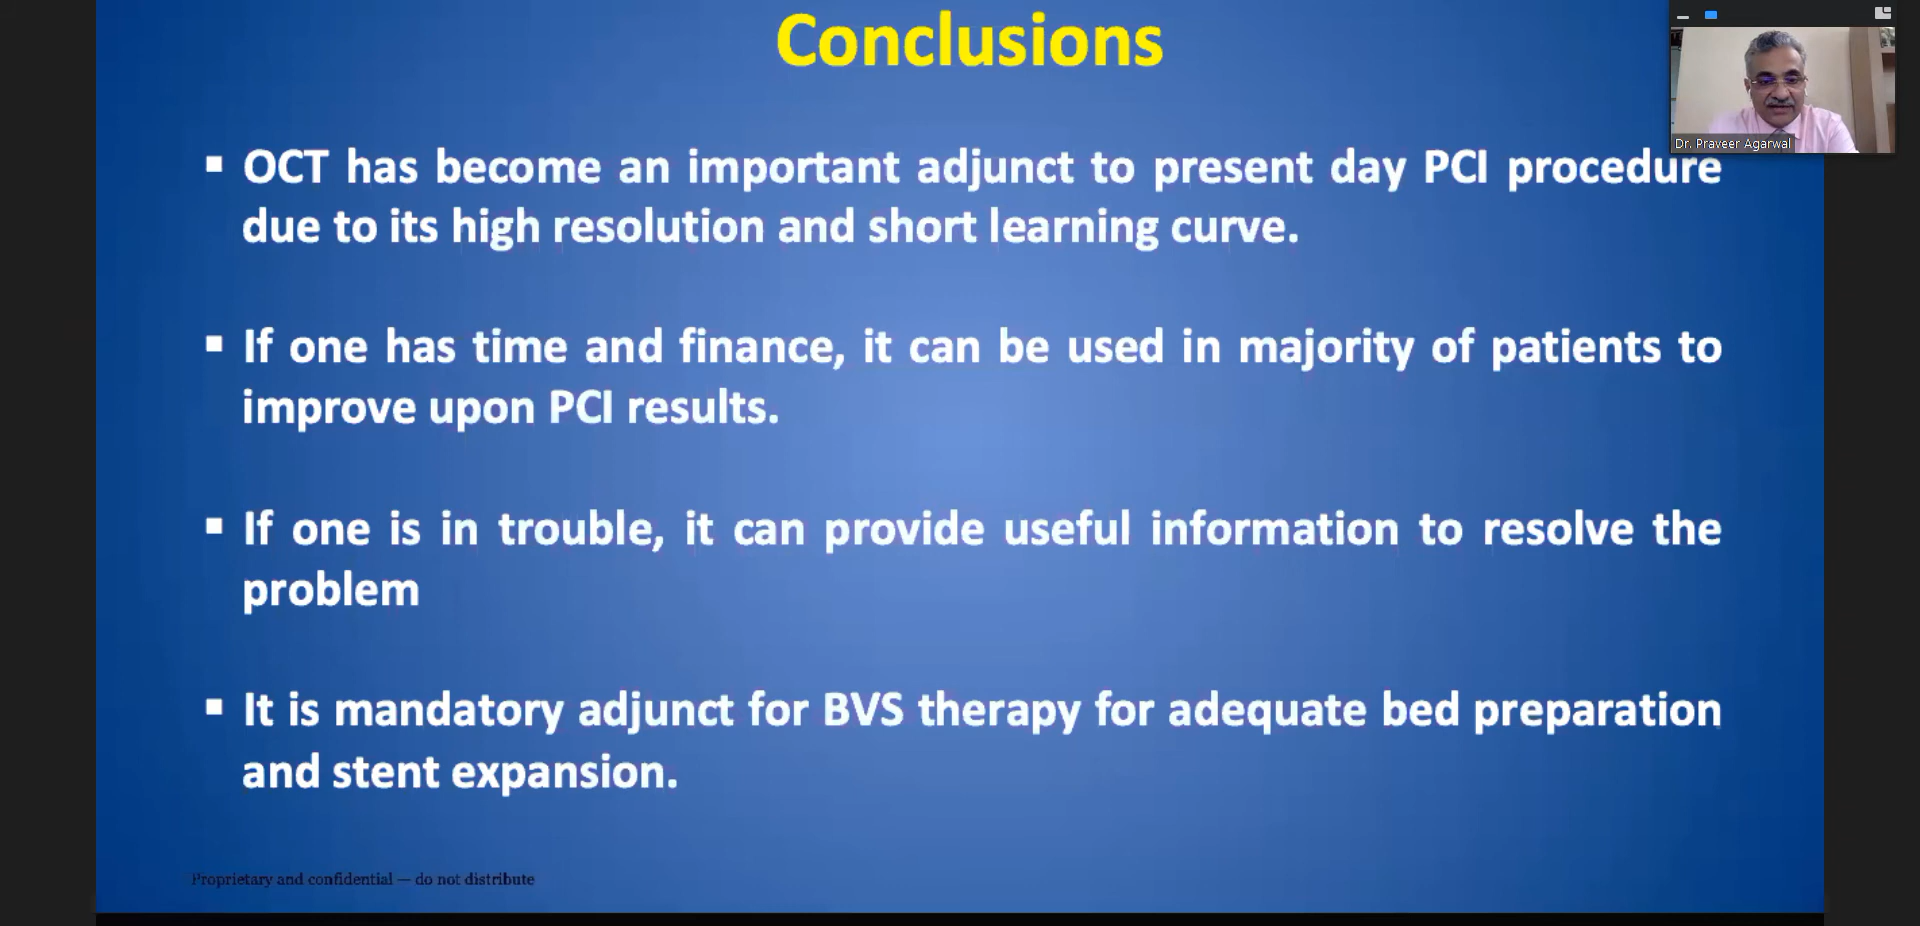 Conclusions
Dr. Praveer Agarwal
▪ OCT has become an important adjunct to present day PCI procedure
due to its high resolution and short learning curve.
▪ If one has time and finance, it can be used in majority of patients to
improve upon PCI results.
▪ If one is in trouble, it can provide useful information to resolve the
problem
▪ It is mandatory adjunct for BVS therapy for adequate bed preparation
and stent expansion.
Proprietary and confidential — do not distribute